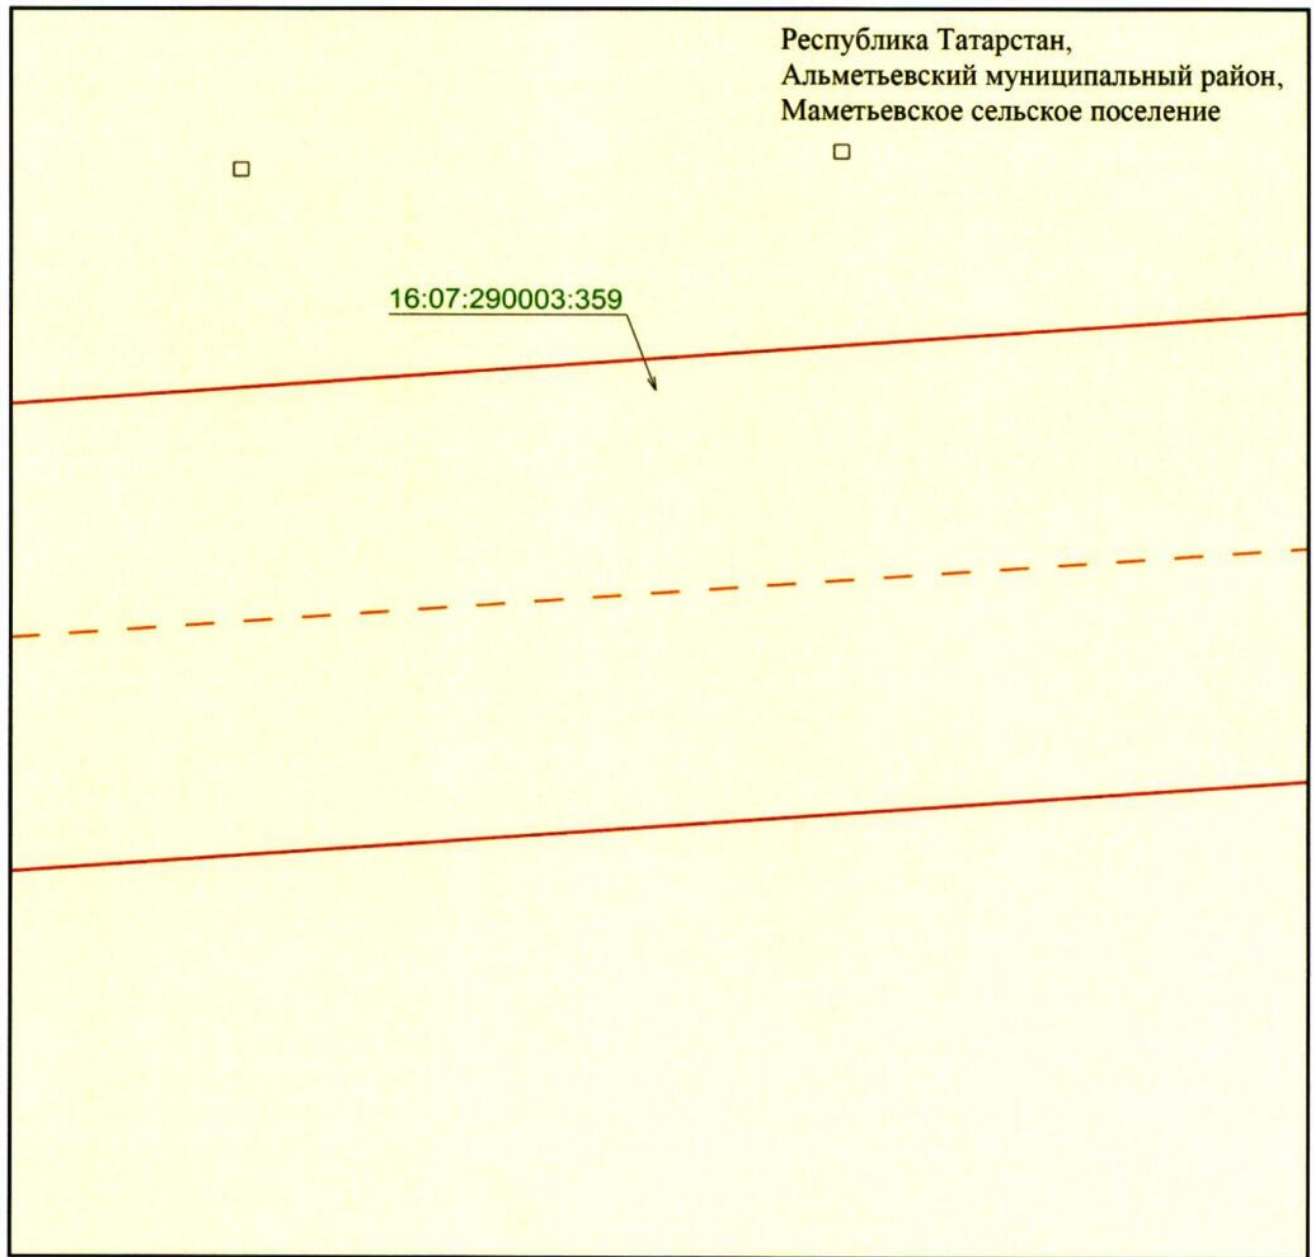 Республика Татарстан,
Альметьевский муниципальный район,
Маметьевское сельское поселение
16:07:290003:359